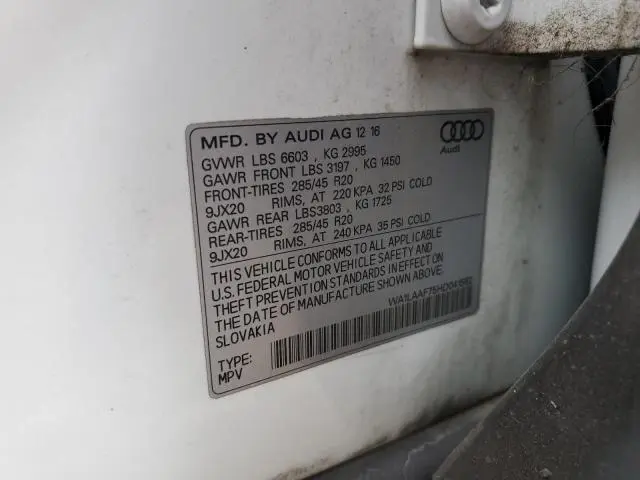 MFD. BY AUDI AG 12 16
Audi
GVWR LBS 6603 , KG 2995
GAWR FRONT LBS 3197 , KG 1450
FRONT-TIRES 285/45 R20
9JX20 RIMS, AT 220 KPA 32 PSI COLD
GAWR REAR LBS3803 , KG 1725
REAR-TIRES 285/45 R20
9JX20 RIMS, AT 240 KPA 35 PSI COLD
THIS VEHICLE CONFORMS TO ALL APPLICABLE
U.S. FEDERAL MOTOR VEHICLE SAFETY AND
THEFT PREVENTION STANDARDS IN EFFECT ON
THE DATE OF MANUFACTURE SHOWN ABOVE.
SLOVAKIA
TYPE:
MPV